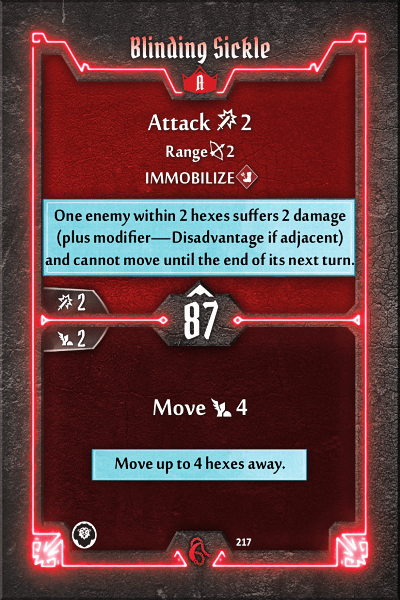 Blinding Sickle
A
Attack 2
Range 2
IMMOBILIZE
One enemy within 2 hexes suffers 2 damage
(plus modifier—Disadvantage if adjacent)
and cannot move until the end of its next turn.
2
87
2
Move 4
Move up to 4 hexes away.
217